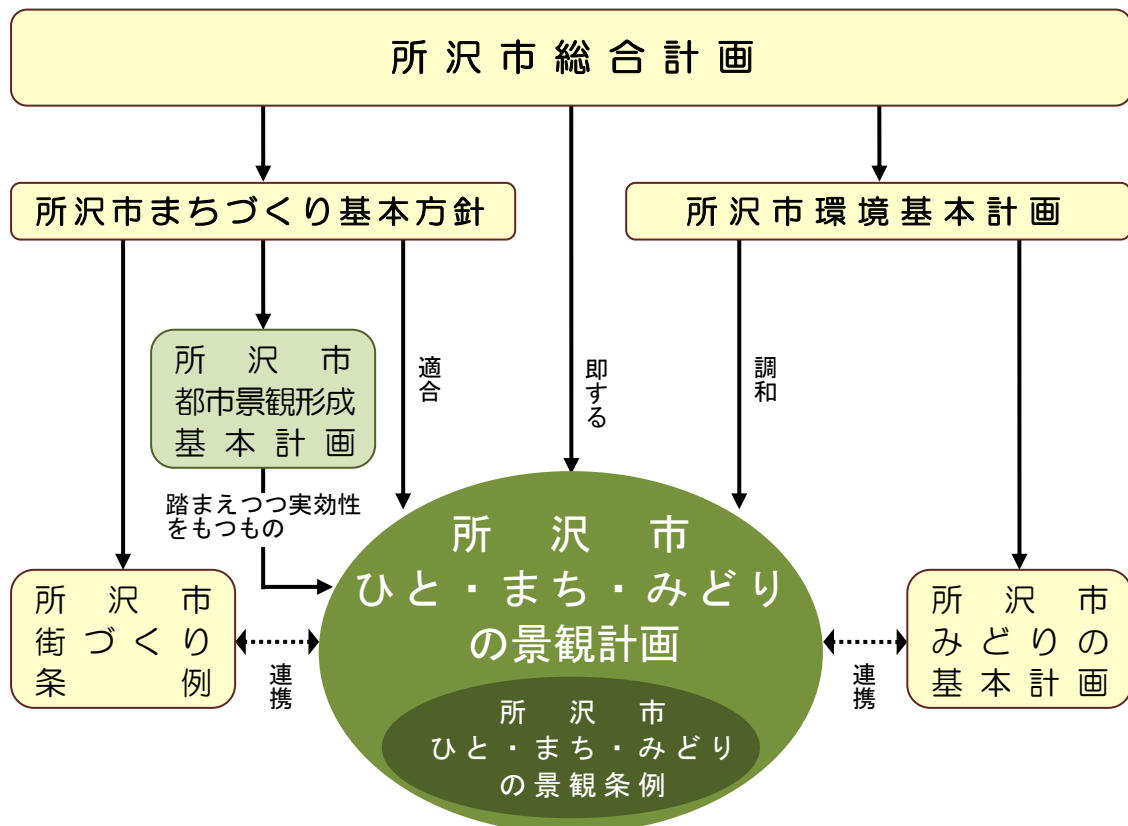 所沢市総合計画
所沢市まちづくり基本方針
所沢市環境基本計画
所沢市
都市景観形成
基本計画
適合
即する
調和
踏まえつつ実効性
をもつもの
所沢市
ひと・まち・みどり
の景観計画
所沢市
街づくり
条例
連携
連携
所沢市
みどりの
基本計画
所沢市
ひと・まち・みどり
の景観条例